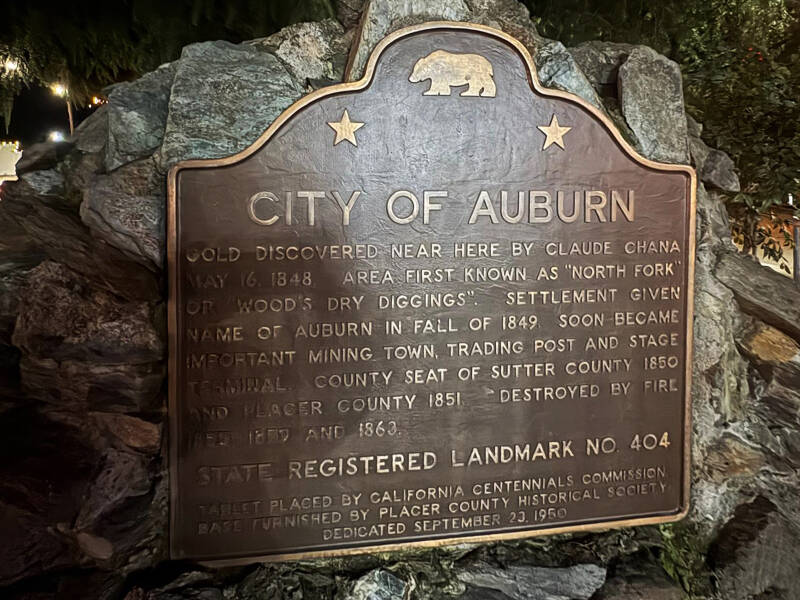 CITY OF AUBURN
GOLD DISCOVERED NEAR HERE BY CLAUDE CHANA
MAY 16, 1848. AREA FIRST KNOWN AS "NORTH FORK"
OR "WOOD'S DRY DIGGINGS". SETTLEMENT GIVEN
NAME OF AUBURN IN FALL OF 1849. SOON BECAME
IMPORTANT MINING TOWN, TRADING POST AND STAGE
TERMINAL. COUNTY SEAT OF SUTTER COUNTY 1850
AND PLACER COUNTY 1851. DESTROYED BY FIRE
1859 AND 1863.
STATE REGISTERED LANDMARK NO. 404
TABLET PLACED BY CALIFORNIA CENTENNIALS COMMISSION
BASE FURNISHED BY PLACER COUNTY HISTORICAL SOCIETY.
DEDICATED SEPTEMBER 23, 1950